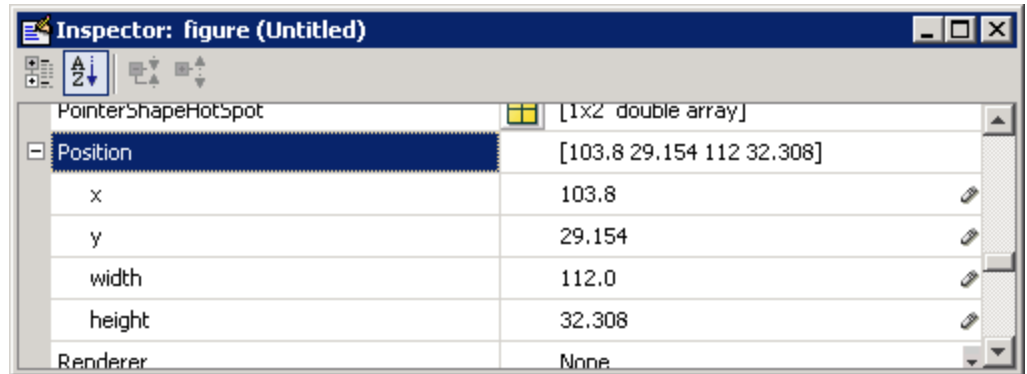 Inspector: figure (Untitled)
PointerShapeHotSpot [1x2 double array]
Position [103.8 29.154 112 32.308]
x 103.8
y 29.154
width 112.0
height 32.308
Renderer None